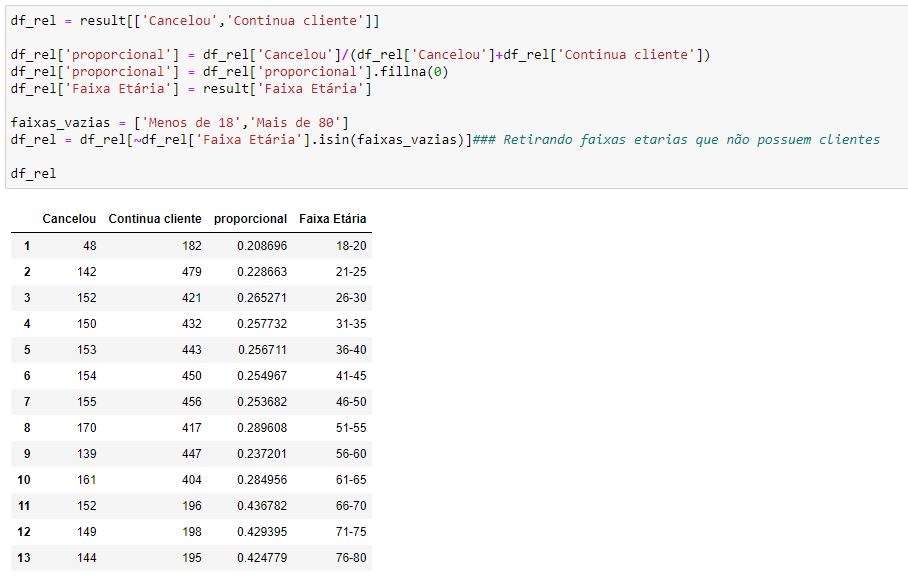 df_rel = result[['Cancelou','Continua cliente']]
df_rel['proporcional'] = df_rel['Cancelou']/(df_rel['Cancelou']+df_rel['Continua cliente'])
df_rel['proporcional'] = df_rel['proporcional'].fillna(0)
df_rel['Faixa Etária'] = result['Faixa Etária']
faixas_vazias = ['Menos de 18','Mais de 80']
df_rel = df_rel[~df_rel['Faixa Etária'].isin(faixas_vazias)]### Retirando faixas etarias que não possuem clientes
df_rel
Cancelou Continua cliente proporcional Faixa Etária
1 48 182 0.208696 18-20
2 142 479 0.228663 21-25
3 152 421 0.265271 26-30
4 150 432 0.257732 31-35
5 153 443 0.256711 36-40
6 154 450 0.254967 41-45
7 155 456 0.253682 46-50
8 170 417 0.289608 51-55
9 139 447 0.237201 56-60
10 161 404 0.284956 61-65
11 152 196 0.436782 66-70
12 149 198 0.429395 71-75
13 144 195 0.424779 76-80